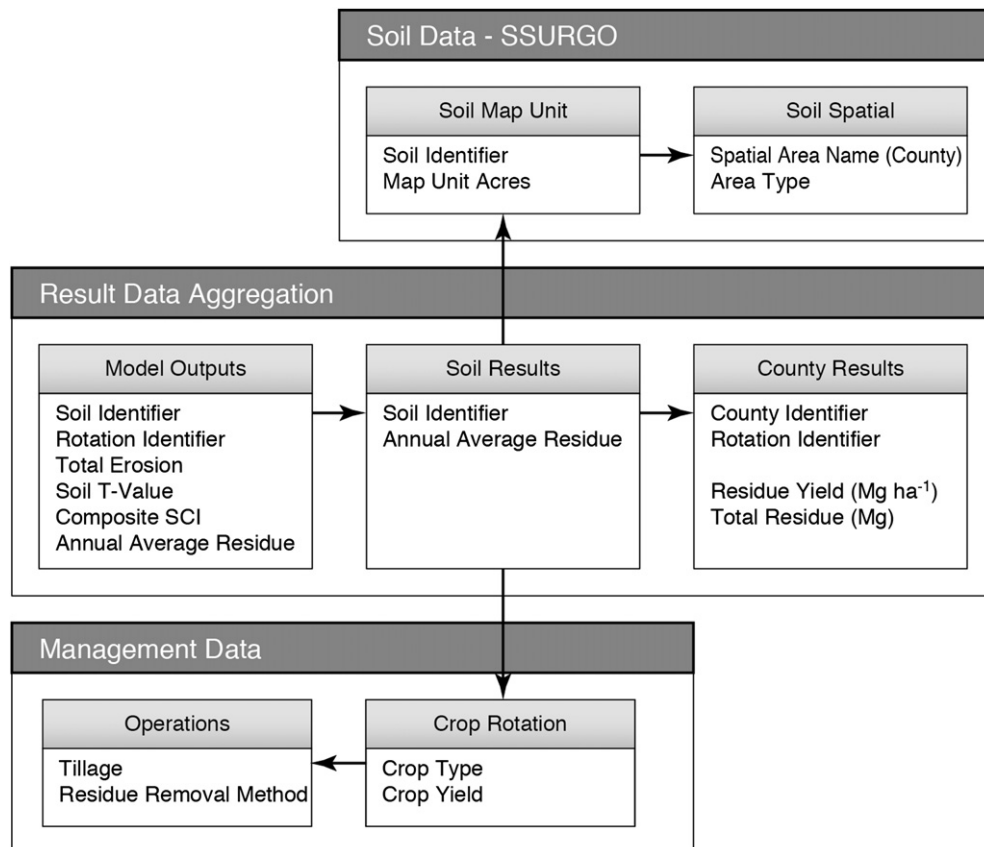 Soil Data - SSURGO
Soil Map Unit
Soil Identifier
Map Unit Acres
Soil Spatial
Spatial Area Name (County)
Area Type
Result Data Aggregation
Model Outputs
Soil Identifier
Rotation Identifier
Total Erosion
Soil T-Value
Composite SCI
Annual Average Residue
Soil Results
Soil Identifier
Annual Average Residue
County Results
County Identifier
Rotation Identifier
Residue Yield (Mg ha⁻¹)
Total Residue (Mg)
Management Data
Operations
Tillage
Residue Removal Method
Crop Rotation
Crop Type
Crop Yield